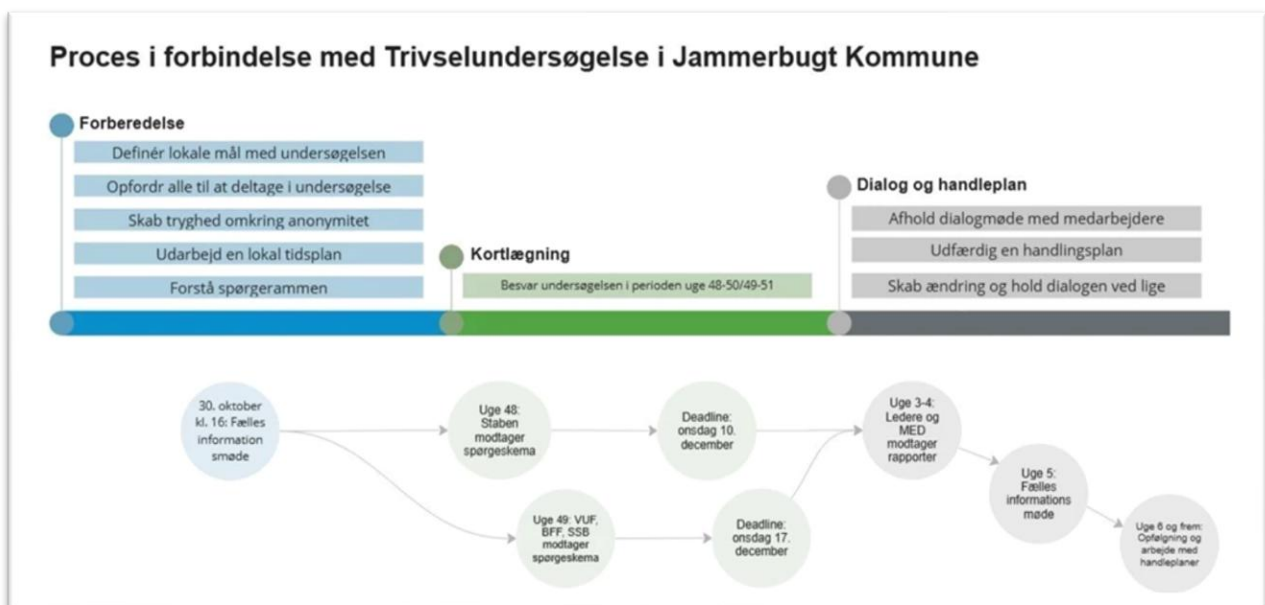 Proces i forbindelse med Trivselundersøgelse i Jammerbugt Kommune
Forberedelse
Definér lokale mål med undersøgelsen
Opfordr alle til at deltage i undersøgelse
Skab tryghed omkring anonymitet
Udarbejd en lokal tidsplan
Forstå spørgerammen
Kortlægning
Besvar undersøgelsen i perioden uge 48-50/49-51
Dialog og handleplan
Afhold dialogmøde med medarbejdere
Udfærdig en handlingsplan
Skab ændring og hold dialogen ved lige
30. oktober
kl. 16: Fælles
information
smøde
Uge 48:
Staben
modtager
spørgeskema
Deadline:
onsdag 10.
december
Uge 49: VUF,
BFF, SSB
modtager
spørgeskema
Deadline:
onsdag 17.
december
Uge 3-4:
Ledere og
MED
modtager
rapporter
Uge 5:
Fælles
informations
møde
Uge 6 og frem:
Opfølgning og
arbejde med
handleplaner